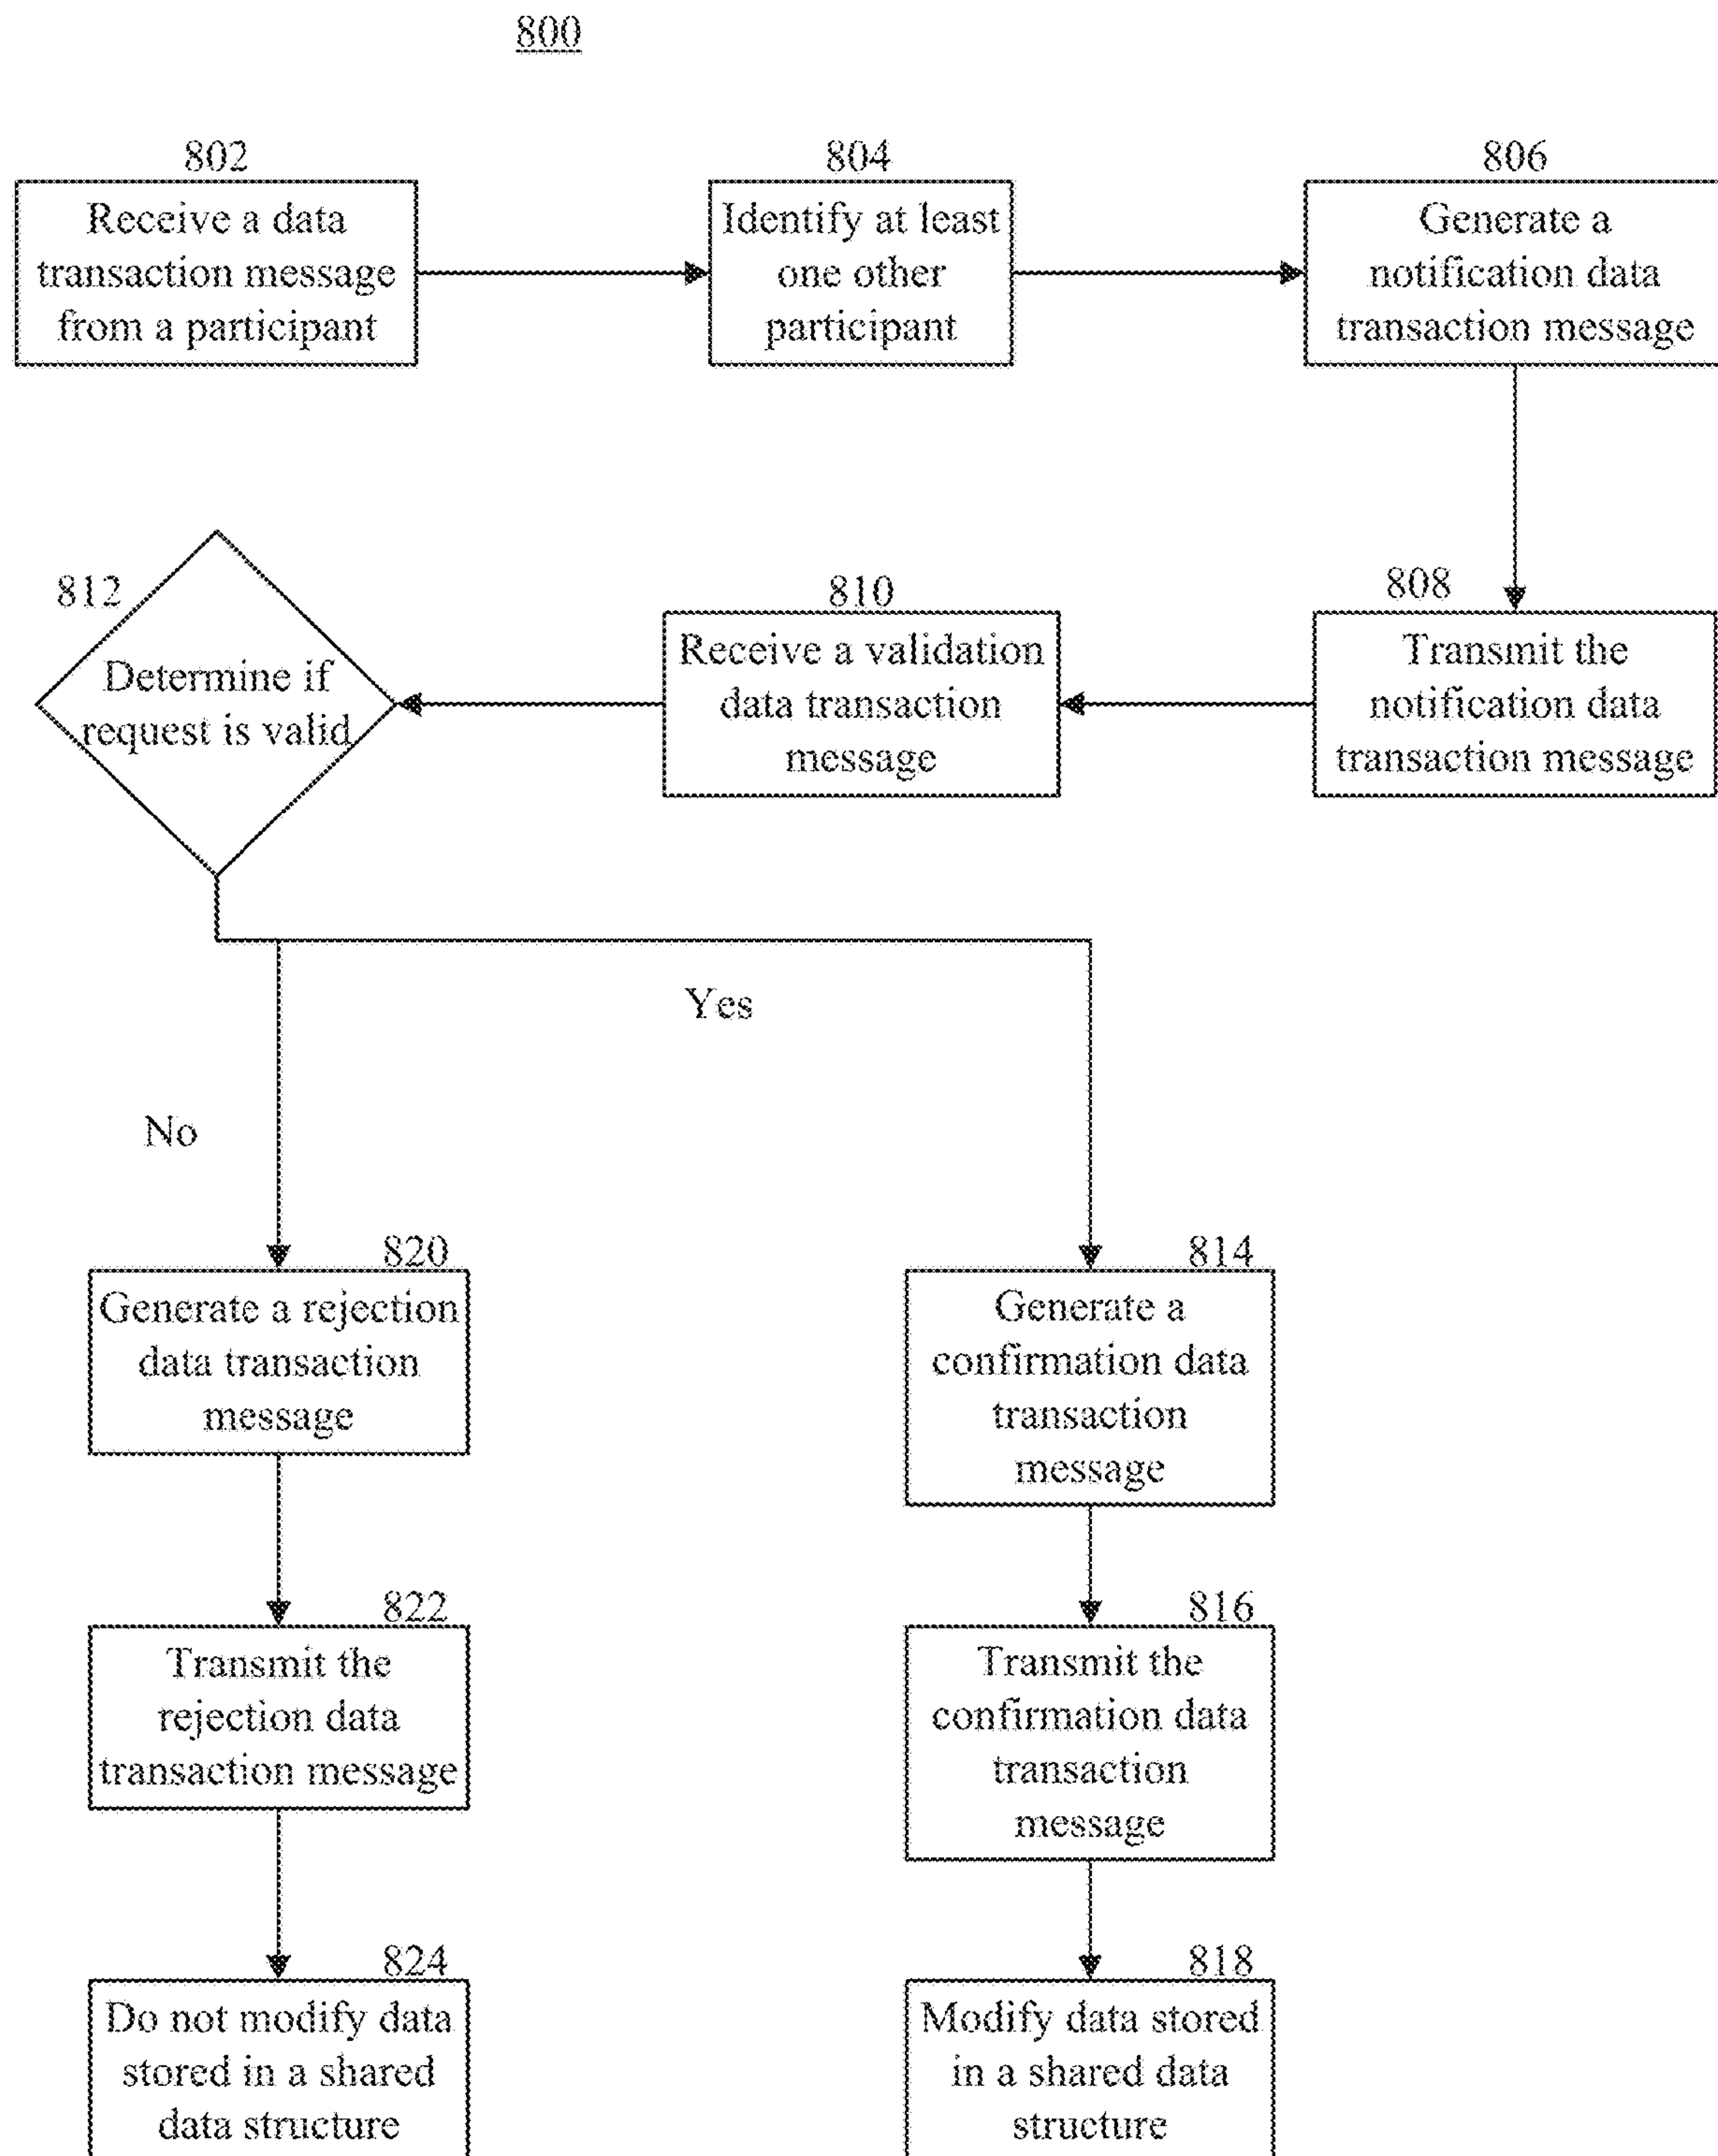 800
802
Receive a data
transaction message
from a participant
804
Identify at least
one other
participant
806
Generate a
notification data
transaction message
808
Transmit the
notification data
transaction message
810
Receive a validation
data transaction
message
812
Determine if
request is valid
Yes
No
820
Generate a rejection
data transaction
message
822
Transmit the
rejection data
transaction message
824
Do not modify data
stored in a shared
data structure
814
Generate a
confirmation data
transaction
message
816
Transmit the
confirmation data
transaction
message
818
Modify data stored
in a shared data
structure